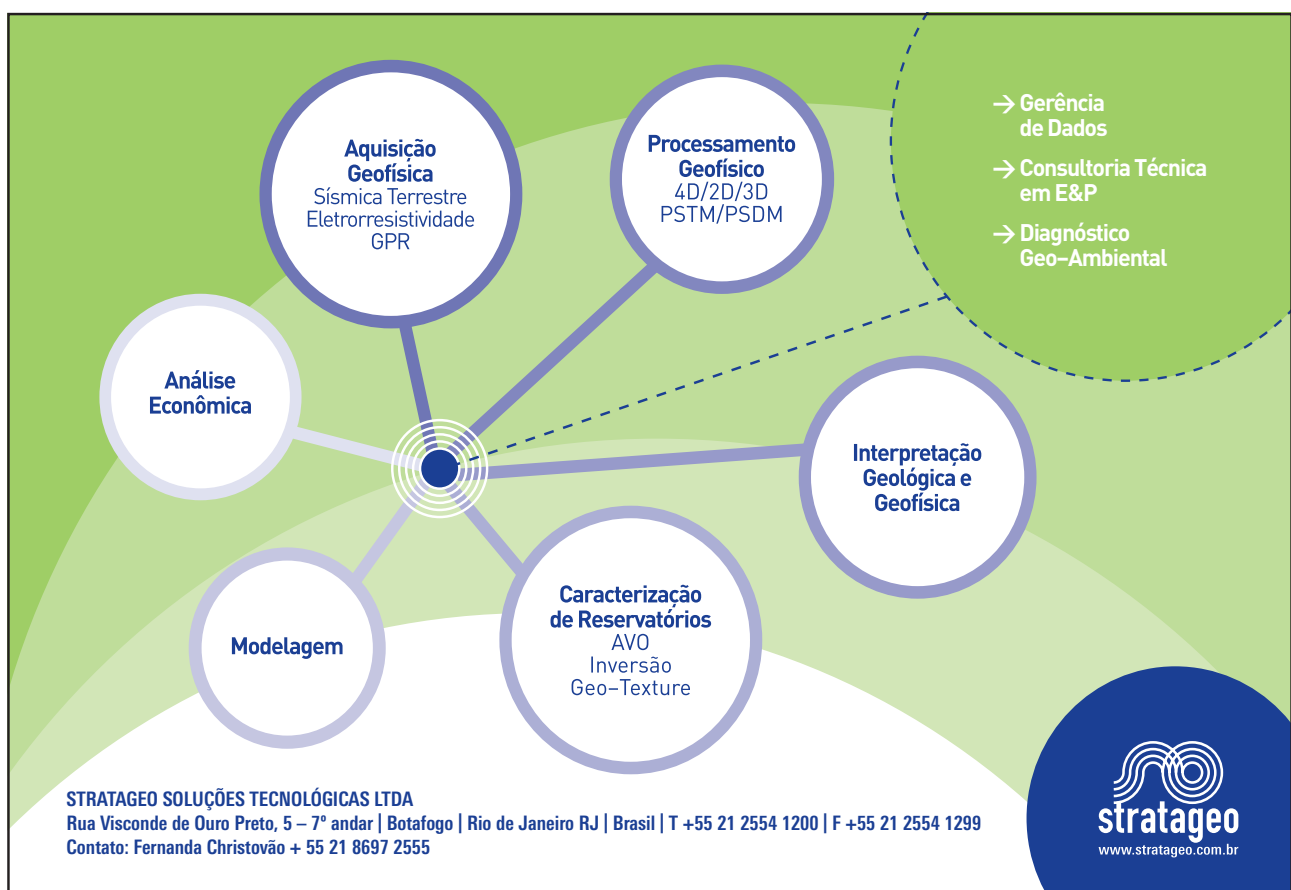 Aquisição
Geofísica
Sísmica Terrestre
Eletrorresistividade
GPR
Processamento
Geofísico
4D/2D/3D
PSTM/PSDM
→ Gerência
de Dados
→ Consultoria Técnica
em E&P
→ Diagnóstico
Geo–Ambiental
Análise
Econômica
Interpretação
Geológica e
Geofísica
Caracterização
de Reservatórios
AVO
Inversão
Geo–Texture
Modelagem
STRATAGEO SOLUÇÕES TECNOLÓGICAS LTDA
Rua Visconde de Ouro Preto, 5 – 7º andar | Botafogo | Rio de Janeiro RJ | Brasil | T +55 21 2554 1200 | F +55 21 2554 1299
Contato: Fernanda Christovão + 55 21 8697 2555
stratageo
www.stratageo.com.br